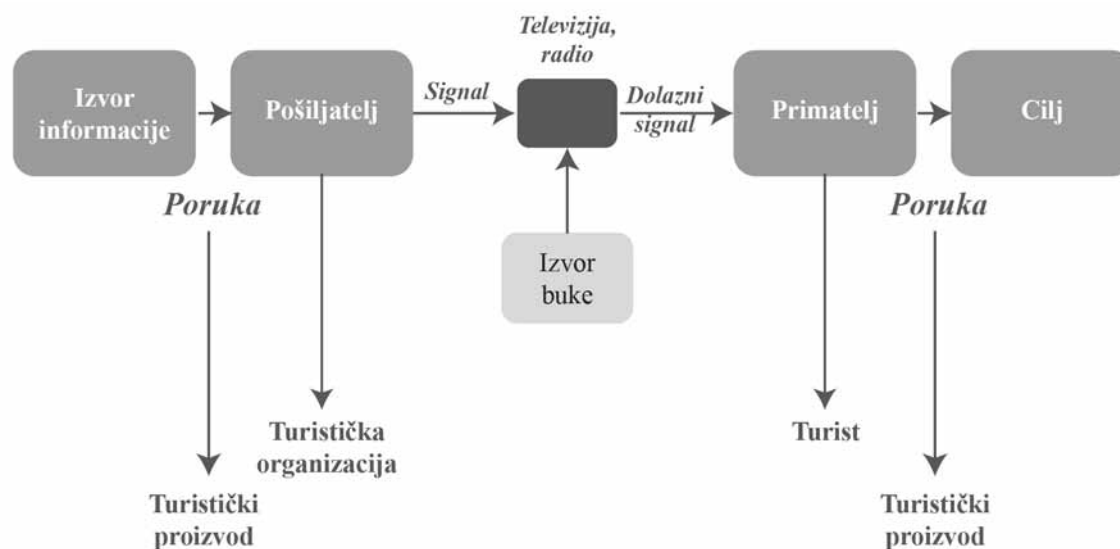 Televizija,
radio
Izvor
informacije
Pošiljatelj
Signal
Dolazni
signal
Primatelj
Cilj
Poruka
Poruka
Izvor
buke
Turistička
organizacija
Turist
Turistički
proizvod
Turistički
proizvod